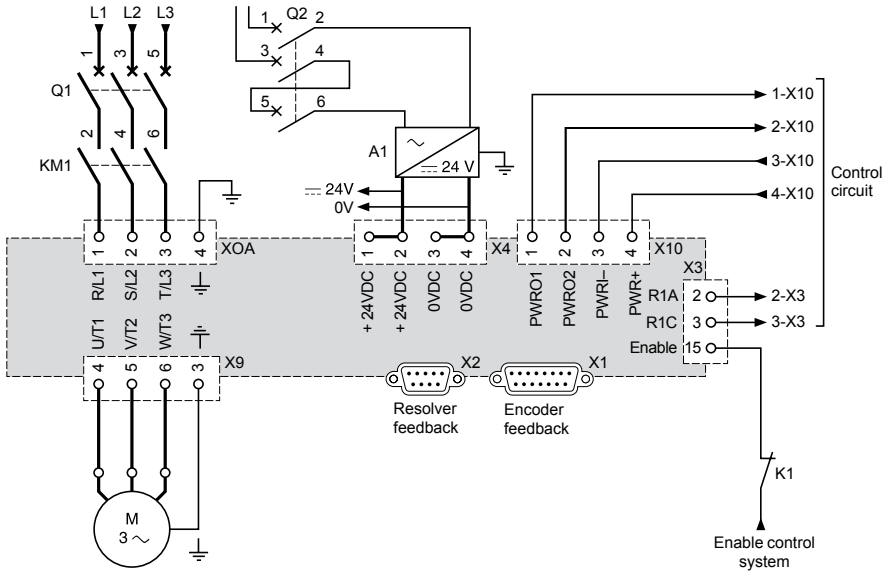 L1 L2 L3
1 3 5
Q1
2 4 6
KM1
1 Q2 2
3 4
5 6
A1
24 V
24V
0V
1-X10
2-X10
3-X10
4-X10
Control
circuit
1 2 3 4 XOA
R/L1 S/L2 T/L3
1 2 3 4 X4
+ 24VDC + 24VDC 0VDC 0VDC
1 2 3 4 X10
PWRO1 PWRO2 PWRI– PWR+
X3
R1A 2 2-X3
R1C 3 3-X3
Enable 15
U/T1 V/T2 W/T3
4 5 6 3 X9
X2 X1
Resolver
feedback
Encoder
feedback
M
3
K1
Enable control
system